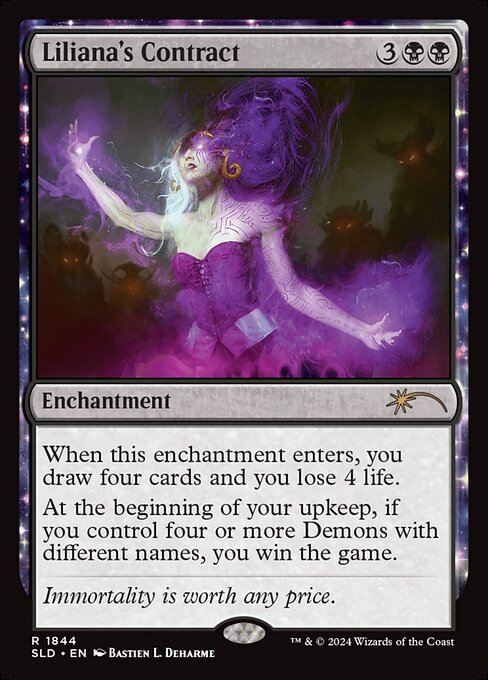 Liliana's Contract 3
Enchantment
When this enchantment enters, you
draw four cards and you lose 4 life.
At the beginning of your upkeep, if
you control four or more Demons with
different names, you win the game.
Immortality is worth any price.
R 1844
SLD • EN Bastien L. Deharme
™ & © 2024 Wizards of the Coast